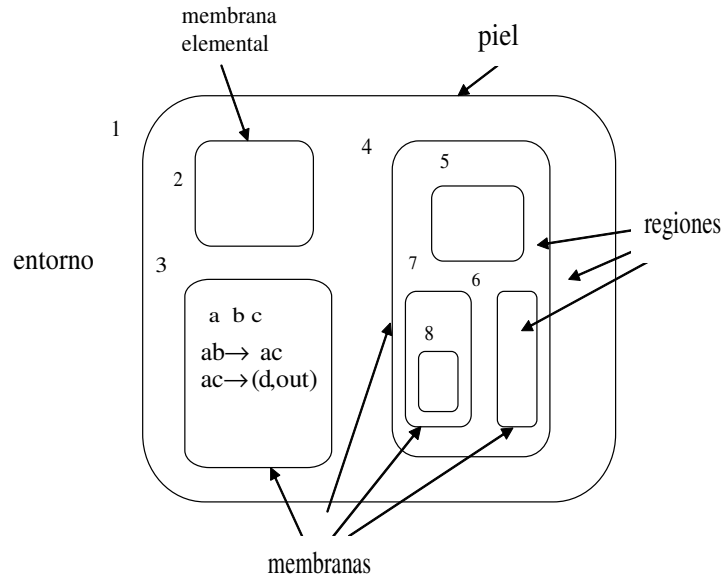 membrana
elemental
piel
1
4
5
2
regiones
entorno
3
7
6
a b c
8
ab→ ac
ac→(d,out)
membranas